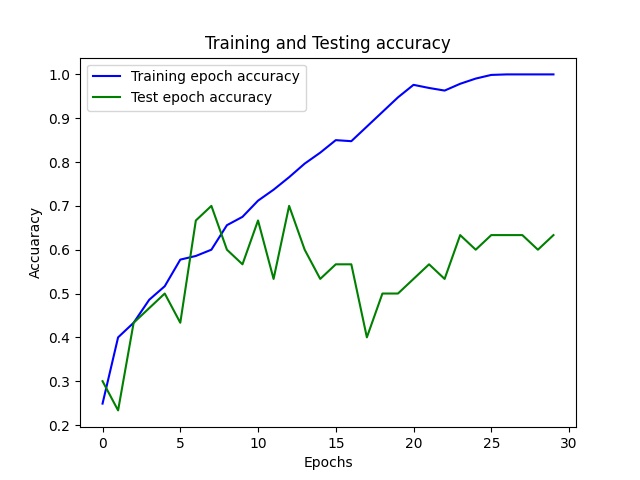 Training and Testing accuracy
Training epoch accuracy
Test epoch accuracy
1.0
0.9
0.8
0.7
0.6
0.5
0.4
0.3
0.2
Accuaracy
0 5 10 15 20 25 30
Epochs